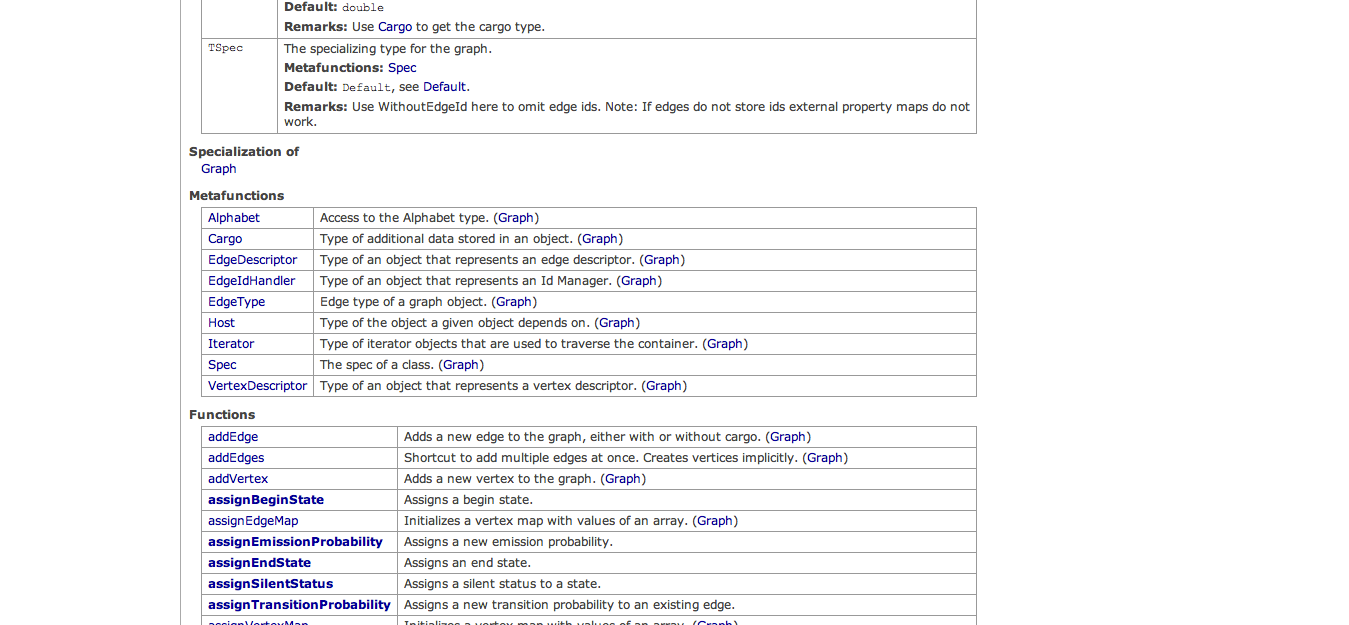 Default: double
Remarks: Use Cargo to get the cargo type.
TSpec The specializing type for the graph.
Metafunctions: Spec
Default: Default, see Default.
Remarks: Use WithoutEdgeId here to omit edge ids. Note: If edges do not store ids external property maps do not
work.
Specialization of
Graph
Metafunctions
Alphabet Access to the Alphabet type. (Graph)
Cargo Type of additional data stored in an object. (Graph)
EdgeDescriptor Type of an object that represents an edge descriptor. (Graph)
EdgeIdHandler Type of an object that represents an Id Manager. (Graph)
EdgeType Edge type of a graph object. (Graph)
Host Type of the object a given object depends on. (Graph)
Iterator Type of iterator objects that are used to traverse the container. (Graph)
Spec The spec of a class. (Graph)
VertexDescriptor Type of an object that represents a vertex descriptor. (Graph)
Functions
addEdge Adds a new edge to the graph, either with or without cargo. (Graph)
addEdges Shortcut to add multiple edges at once. Creates vertices implicitly. (Graph)
addVertex Adds a new vertex to the graph. (Graph)
assignBeginState Assigns a begin state.
assignEdgeMap Initializes a vertex map with values of an array. (Graph)
assignEmissionProbability Assigns a new emission probability.
assignEndState Assigns an end state.
assignSilentStatus Assigns a silent status to a state.
assignTransitionProbability Assigns a new transition probability to an existing edge.
assignVertexMap Initializes a vertex map with values of an array. (Graph)